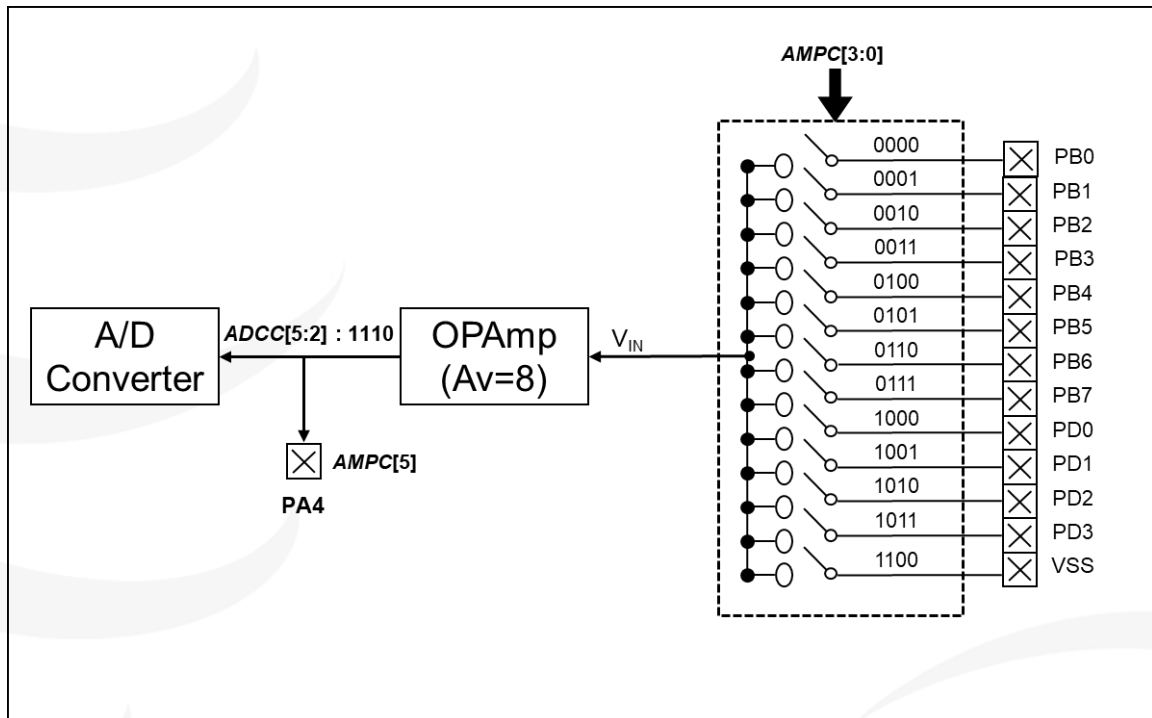 AMPC[3:0]
0000
PB0
0001
PB1
0010
PB2
0011
PB3
0100
PB4
0101
PB5
0110
PB6
0111
PB7
1000
PD0
1001
PD1
1010
PD2
1011
PD3
1100
VSS
A/D
Converter
ADCC[5:2] : 1110
OPAmp
(Av=8)
VIN
AMPC[5]
PA4